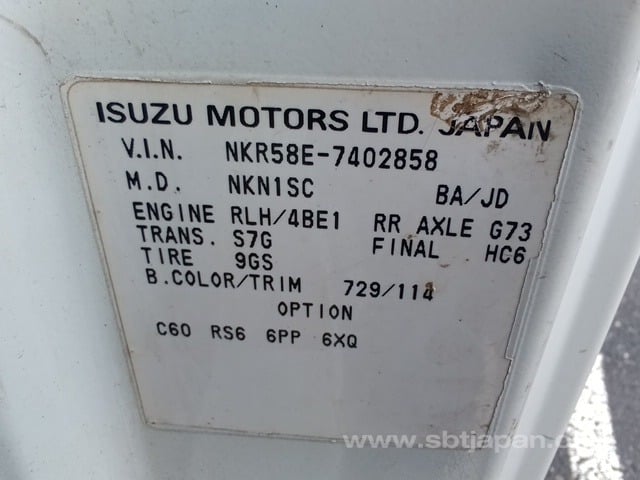 ISUZU MOTORS LTD. JAPAN
V.I.N. NKR58E-7402858
M.D. NKN1SC BA/JD
ENGINE RLH/4BE1 RR AXLE G73
TRANS. S7G FINAL HC6
TIRE 9GS
B.COLOR/TRIM 729/114
OPTION
C60 RS6 6PP 6XQ
www.sbtjapan.com